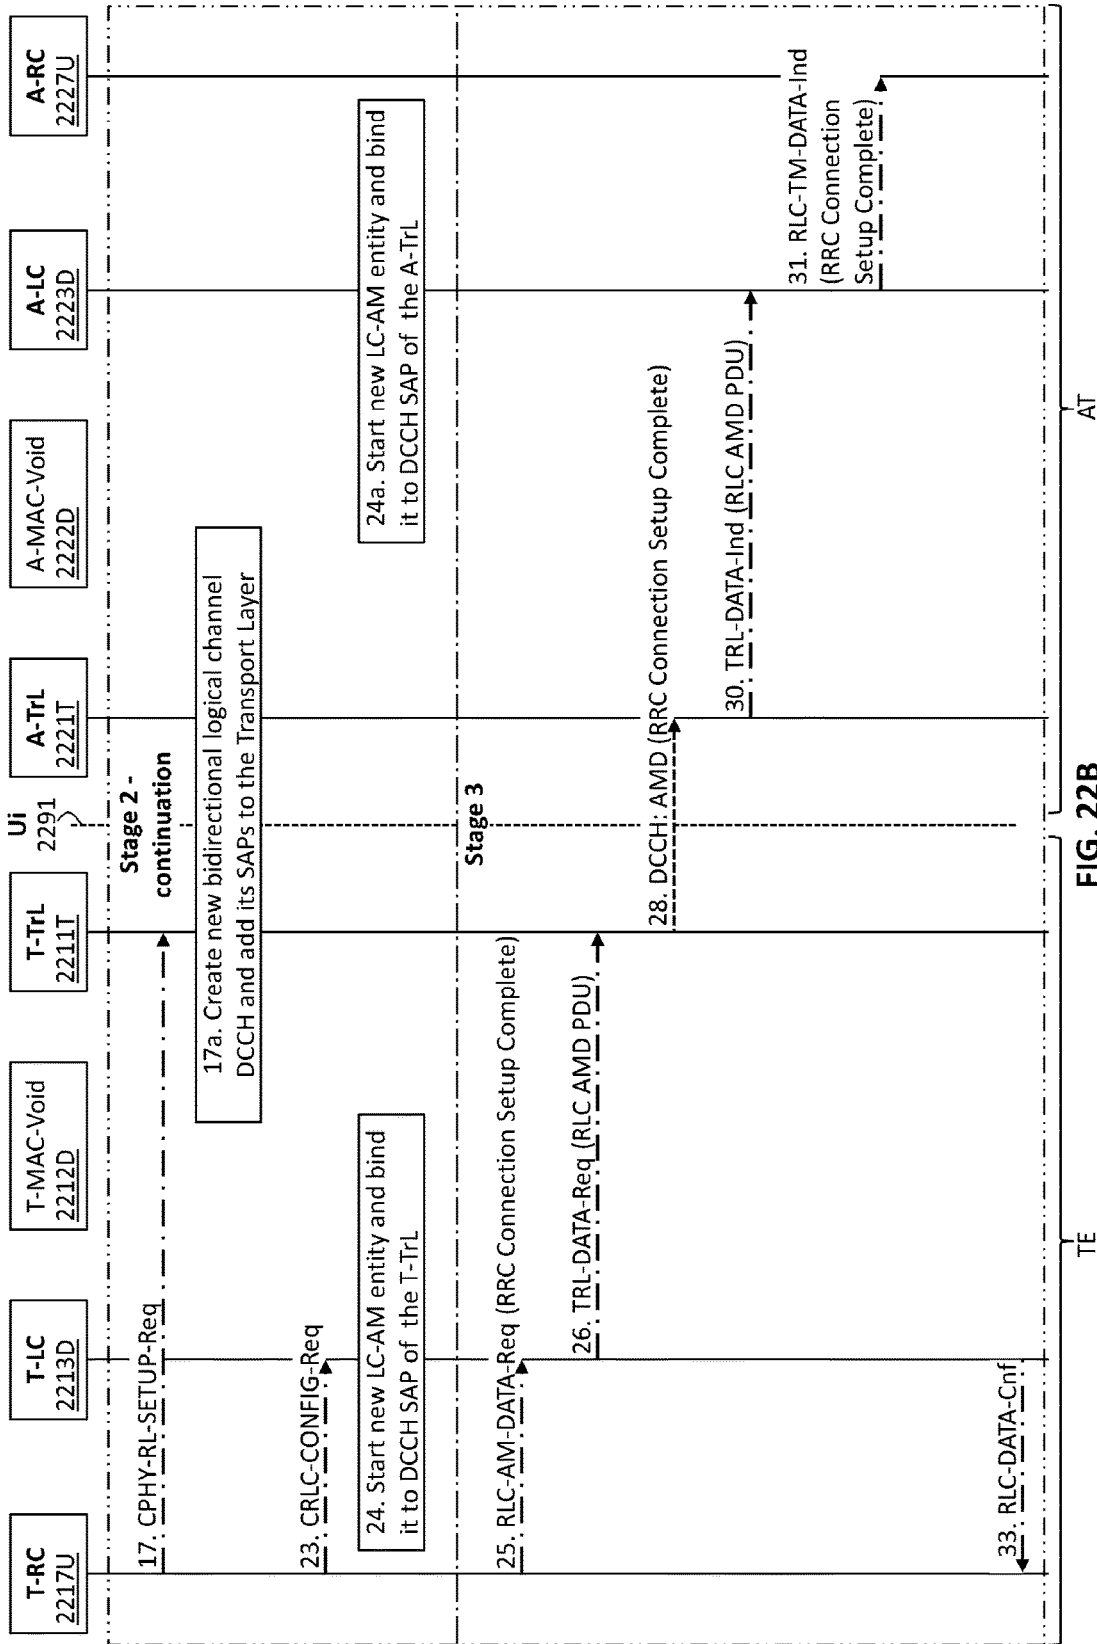 T-RC
2217U
T-LC
2213D
T-MAC-Void
2212D
T-TrL
2211T
Ui
2291
A-TrL
2221T
A-MAC-Void
2222D
A-LC
2223D
A-RC
2227U
Stage 2 -
continuation
17. CPHY-RL-SETUP-Req
17a. Create new bidirectional logical channel
DCCH and add its SAPs to the Transport Layer
23. CRLC-CONFIG-Req
24. Start new LC-AM entity and bind
it to DCCH SAP of the T-TrL
24a. Start new LC-AM entity and bind
it to DCCH SAP of the A-TrL
Stage 3
25. RLC-AM-DATA-Req (RRC Connection Setup Complete)
26. TRL-DATA-Req (RLC AMD PDU)
28. DCCH: AMD (RRC Connection Setup Complete)
30. TRL-DATA-Ind (RLC AMD PDU)
31. RLC-TM-DATA-Ind
(RRC Connection
Setup Complete)
33. RLC-DATA-Cnf
TE
AT
FIG. 22B